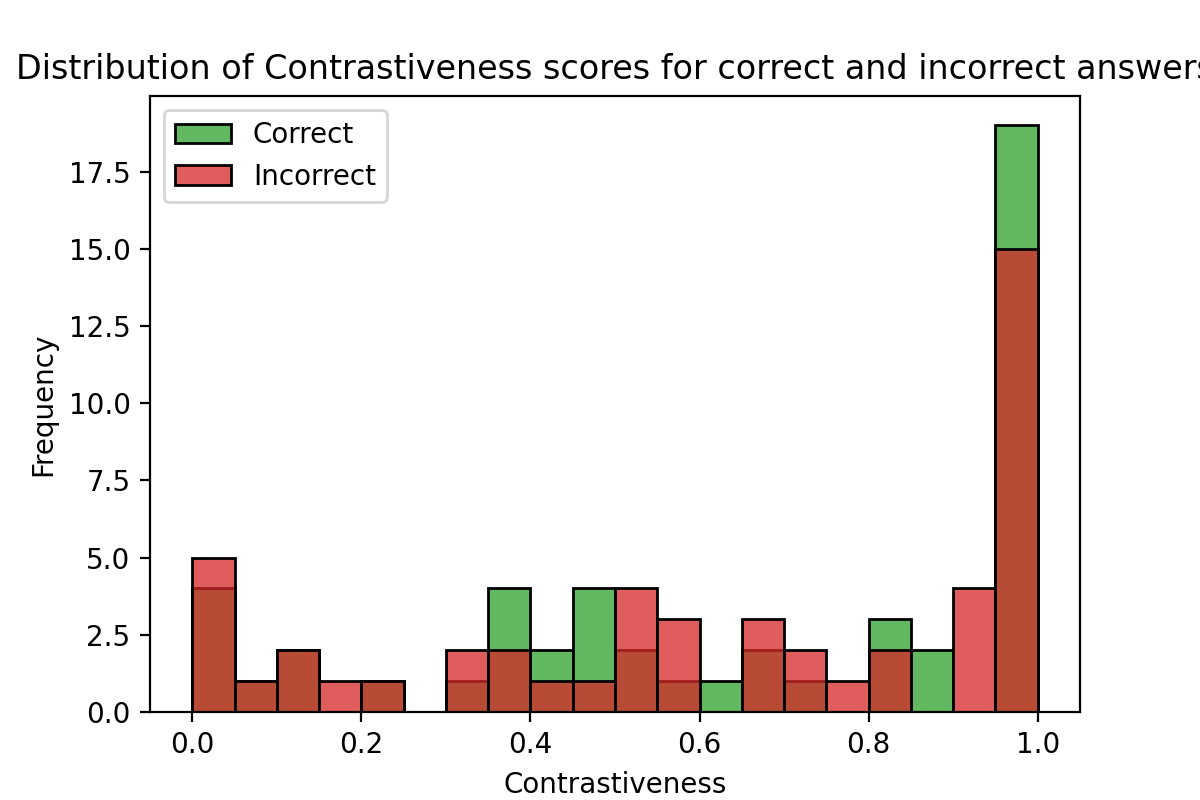 Distribution of Contrastiveness scores for correct and incorrect answers
Correct
Incorrect
17.5
15.0
12.5
10.0
7.5
5.0
2.5
0.0
Frequency
0.0 0.2 0.4 0.6 0.8 1.0
Contrastiveness